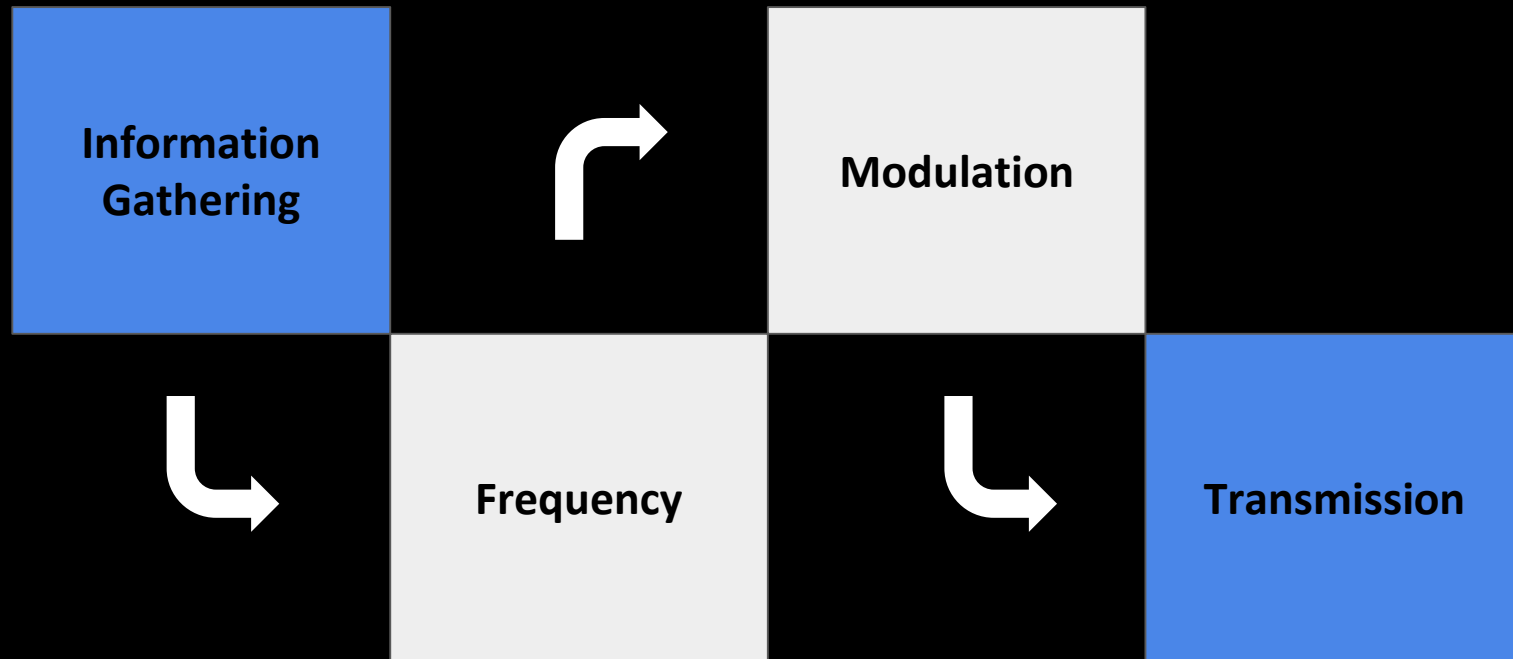 Information
Gathering
Frequency
Modulation
Transmission